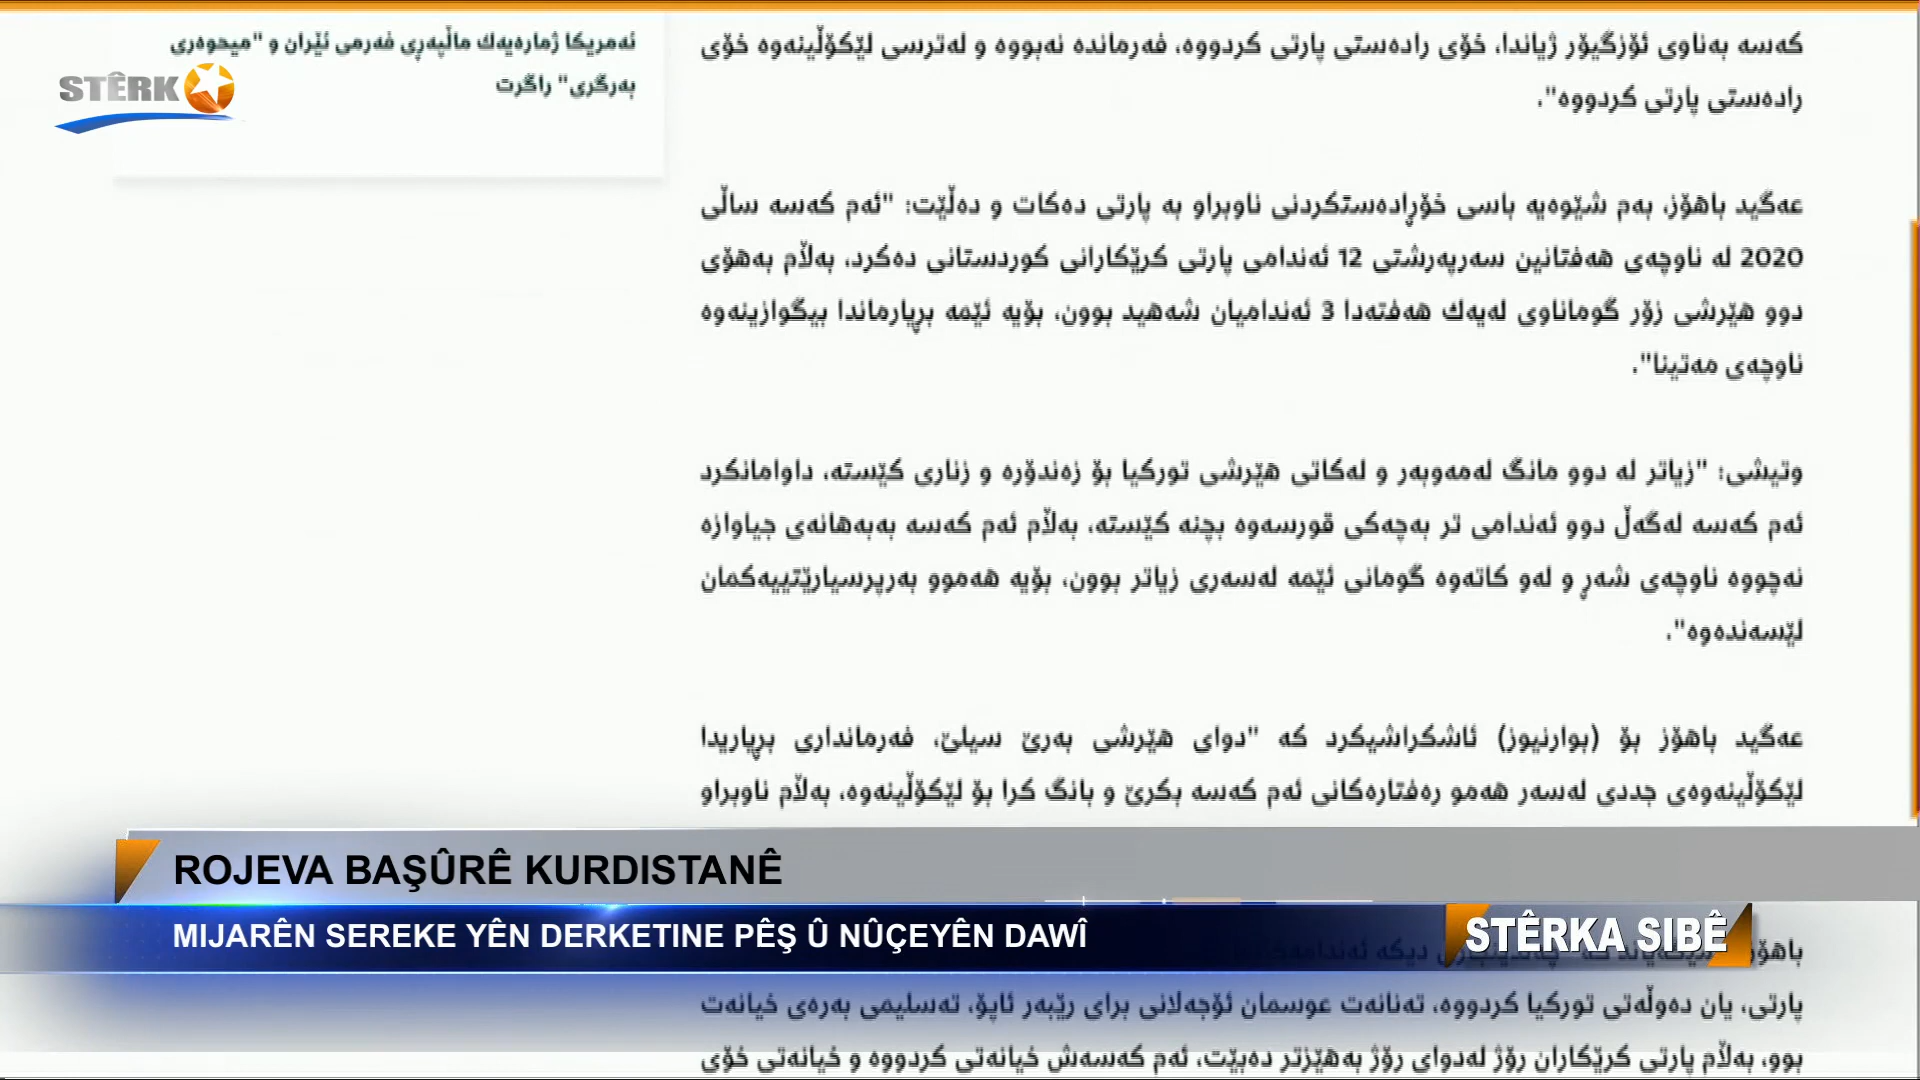 ئەمریکا ژمارەیەك ماڵپەڕی فەرمی ئێران و "میحوەری
بەرگری" راگرت
STÊRK
کەسە بەناوی ئۆزگیۆر ژیاندا، خۆی رادەستی پارتی کردووە، فەرماندە نەبووە و لەترسی لێکۆڵینەوە خۆی
رادەستی پارتی کردووە".
عەگید باهۆز، بەم شێوەیە باسی خۆڕادەستکردنی ناوبراو بە پارتی دەکات و دەڵێت: "ئەم کەسە ساڵی
2020 لە ناوچەی هەفتانین سەرپەرشتی 12 ئەندامی پارتی کرێکارانی کوردستانی دەکرد، بەڵام بەهۆی
دوو هێرشی زۆر گوماناوی لەیەك هەفتەدا 3 ئەندامیان شەهید بوون، بۆیە ئێمە بڕیارماندا بیگوازینەوە
ناوچەی مەتینا".
وتیشی: "زیاتر لە دوو مانگ لەمەوبەر و لەکاتی هێرشی تورکیا بۆ زەندۆرە و زناری کێستە، داوامانکرد
ئەم کەسە لەگەڵ دوو ئەندامی تر بەچەکی قورسەوە بچنە کێستە، بەڵام ئەم کەسە بەبەهانەی جیاوازە
نەچووە ناوچەی شەڕ و لەو کاتەوە گومانی ئێمە لەسەری زیاتر بوون، بۆیە هەموو بەرپرسیارێتییەکمان
لێسەندەوە".
عەگید باهۆز بۆ (بوارنیوز) ئاشکراشیکرد کە "دوای هێرشی بەرێ سیلێ، فەرمانداری بڕیاریدا
لێکۆڵینەوەی جددی لەسەر هەمو رەفتارەکانی ئەم کەسە بکرێ و بانگ کرا بۆ لێکۆڵینەوە، بەڵام ناوبراو
ROJEVA BAŞÛRÊ KURDISTANÊ
MIJARÊN SEREKE YÊN DERKETINE PÊŞ Û NÛÇEYÊN DAWÎ
STÊRKA SIBÊ
باهۆز
دیکە
پارتی، یان دەوڵەتی تورکیا کردووە، تەنانەت عوسمان ئۆجەلانی برای رێبەر ئاپۆ، تەسلیمی بەرەی خیانەت
بوو، بەڵام پارتی کرێکاران رۆژ لەدوای رۆژ بەهێزتر دەبێت، ئەم کەسەش خیانەتی کردووە و خیانەتی خۆی